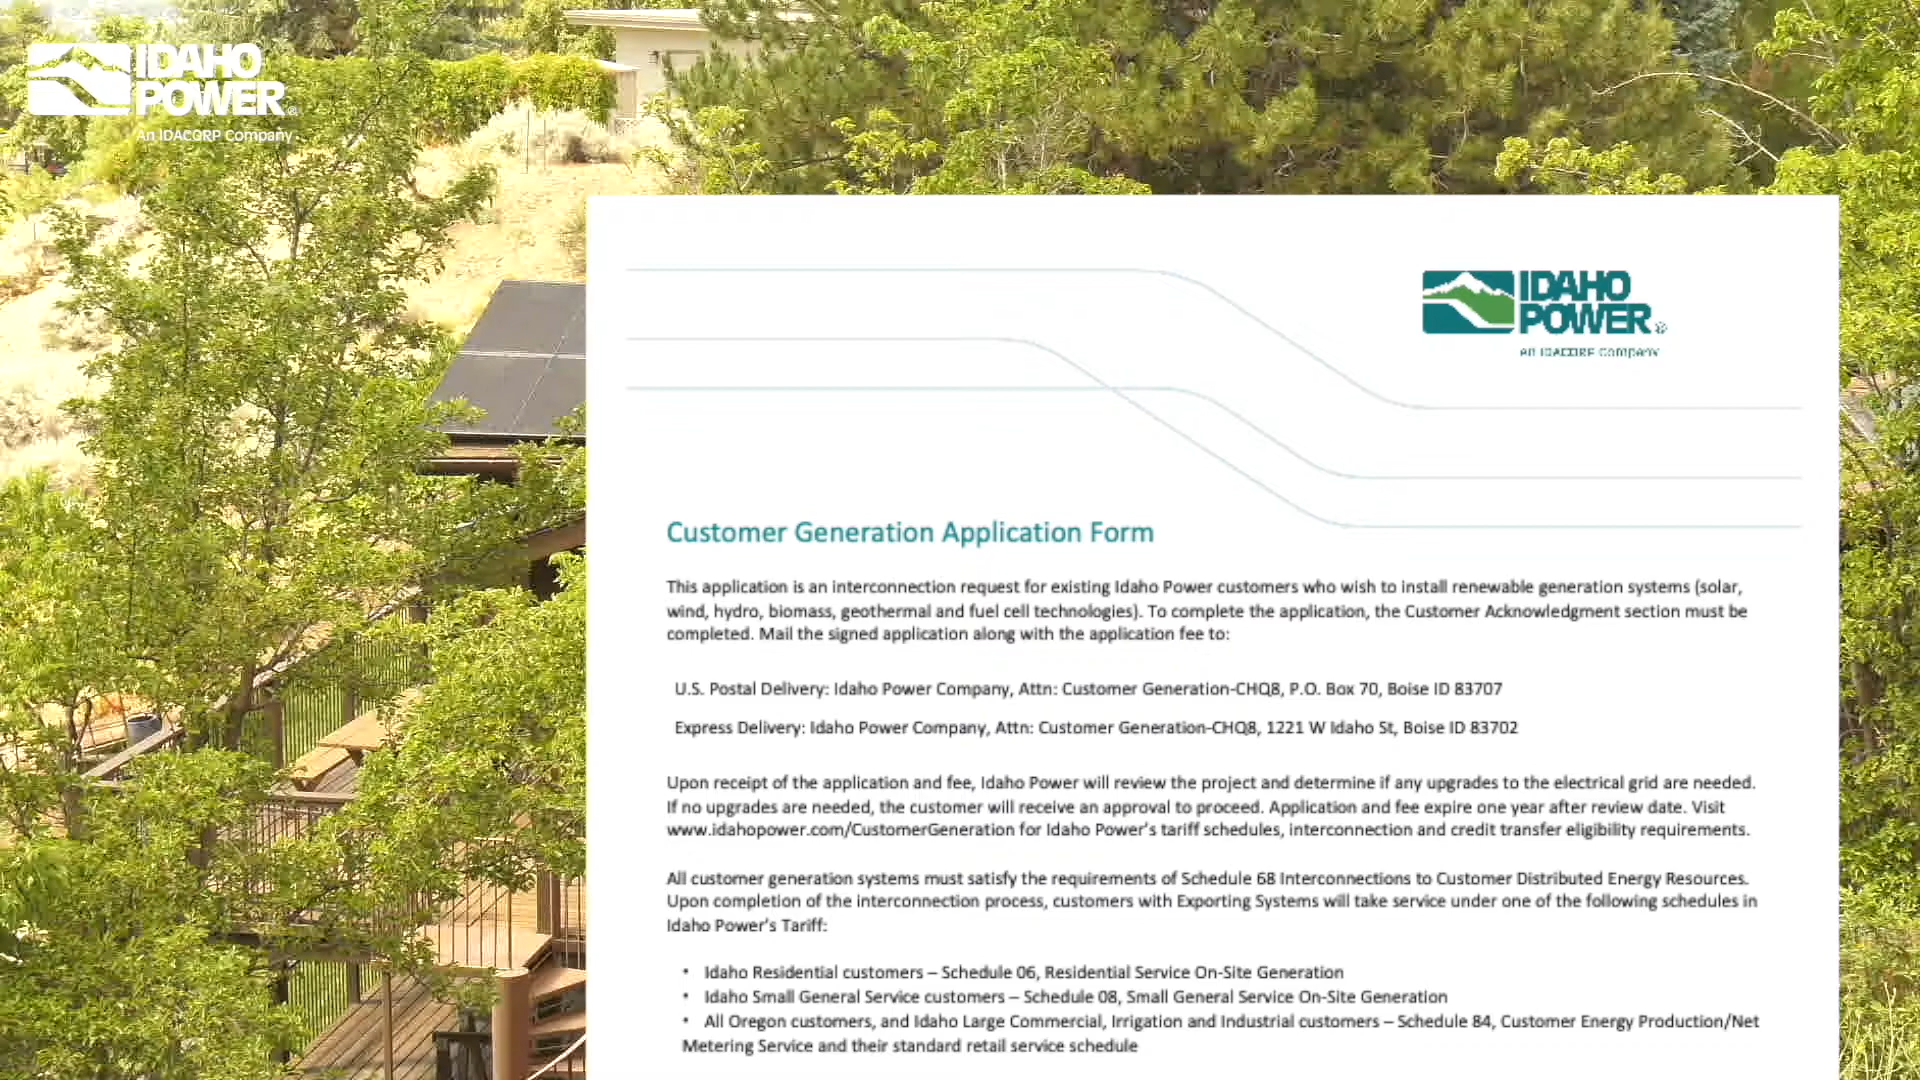 IDAHO
POWER
An IDACORP Company
IDAHO
POWER
An IDACORP Company
Customer Generation Application Form
This application is an interconnection request for existing Idaho Power customers who wish to install renewable generation systems (solar,
wind, hydro, biomass, geothermal and fuel cell technologies). To complete the application, the Customer Acknowledgment section must be
completed. Mail the signed application along with the application fee to:
U.S. Postal Delivery: Idaho Power Company, Attn: Customer Generation-CHQ8, P.O. Box 70, Boise ID 83707
Express Delivery: Idaho Power Company, Attn: Customer Generation-CHQ8, 1221 W Idaho St, Boise ID 83702
Upon receipt of the application and fee, Idaho Power will review the project and determine if any upgrades to the electrical grid are needed.
If no upgrades are needed, the customer will receive an approval to proceed. Application and fee expire one year after review date. Visit
www.idahopower.com/CustomerGeneration for Idaho Power's tariff schedules, interconnection and credit transfer eligibility requirements.
All customer generation systems must satisfy the requirements of Schedule 68 Interconnections to Customer Distributed Energy Resources.
Upon completion of the interconnection process, customers with Exporting Systems will take service under one of the following schedules in
Idaho Power's Tariff:
• Idaho Residential customers – Schedule 06, Residential Service On-Site Generation
• Idaho Small General Service customers – Schedule 08, Small General Service On-Site Generation
• All Oregon customers, and Idaho Large Commercial, Irrigation and Industrial customers – Schedule 84, Customer Energy Production/Net
Metering Service and their standard retail service schedule